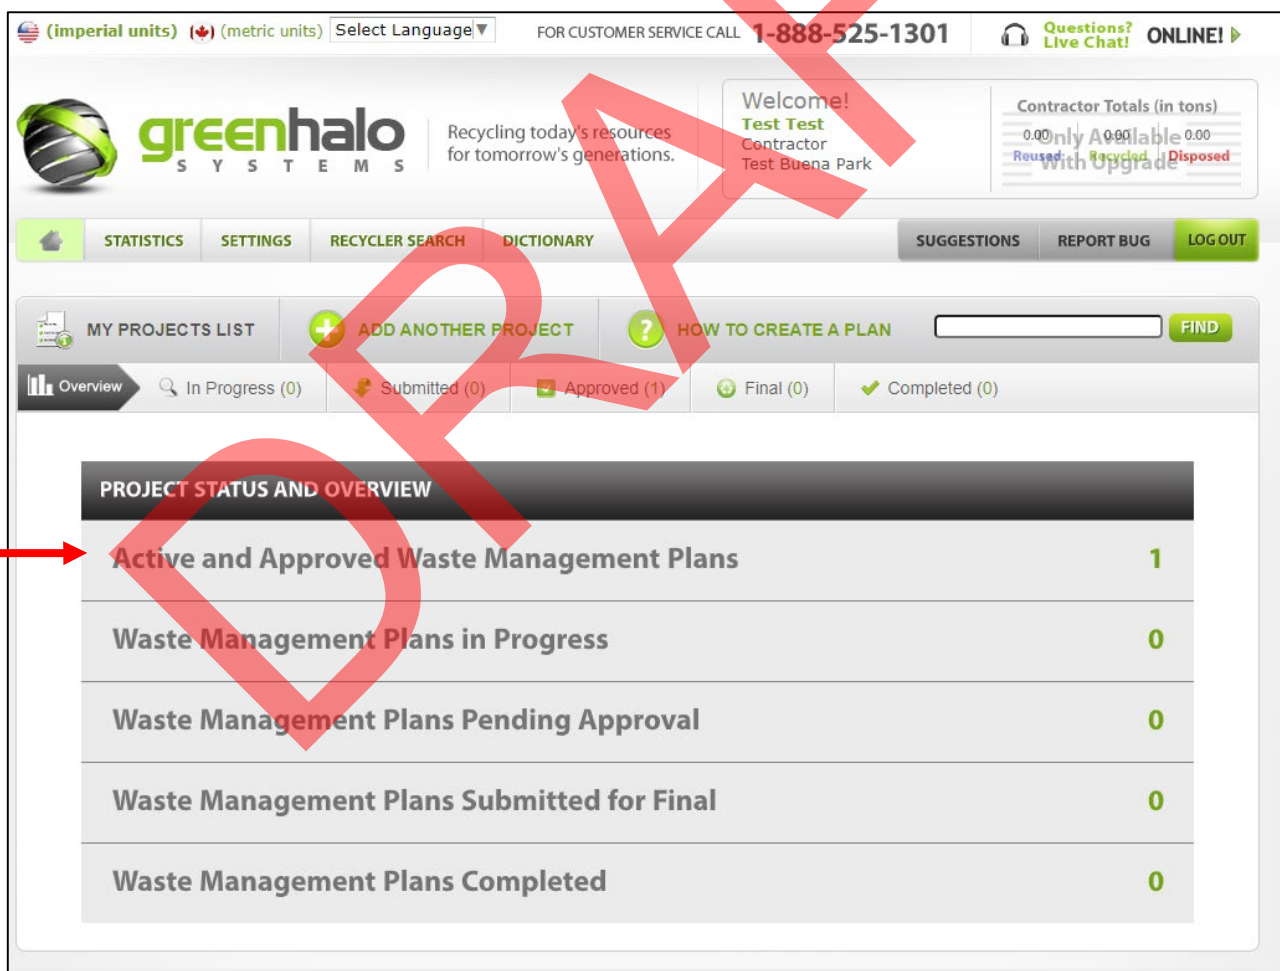 (imperial units) (metric units) Select Language▼ FOR CUSTOMER SERVICE CALL 1-888-525-1301 Questions? Live Chat! ONLINE!
greenhalo
SYSTEMS
Recycling today's resources
for tomorrow's generations.
Welcome!
Test Test
Contractor
Test Buena Park
Contractor Totals (in tons)
0.00 0.00 0.00
Only Available
Reused Recycled Disposed
With Upgrade
STATISTICS SETTINGS RECYCLER SEARCH DICTIONARY SUGGESTIONS REPORT BUG LOG OUT
MY PROJECTS LIST ADD ANOTHER PROJECT ? HOW TO CREATE A PLAN FIND
Overview In Progress (0) Submitted (0) Approved (1) Final (0) Completed (0)
PROJECT STATUS AND OVERVIEW
Active and Approved Waste Management Plans 1
Waste Management Plans in Progress 0
Waste Management Plans Pending Approval 0
Waste Management Plans Submitted for Final 0
Waste Management Plans Completed 0